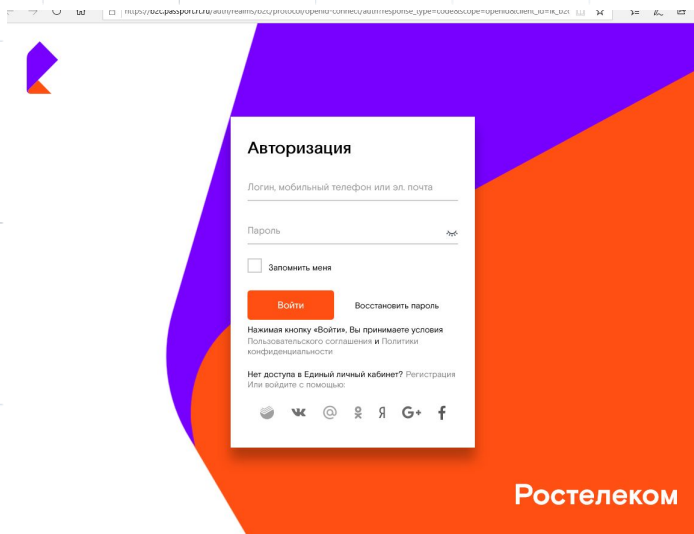 Авторизация
Логин, мобильный телефон или эл. почта
Пароль
Запомнить меня
Войти
Восстановить пароль
Нажимая кнопку «Войти», Вы принимаете условия
Пользовательского соглашения и Политики
конфиденциальности
Нет доступа в Единый личный кабинет? Регистрация
Или войдите с помощью:
Ростелеком